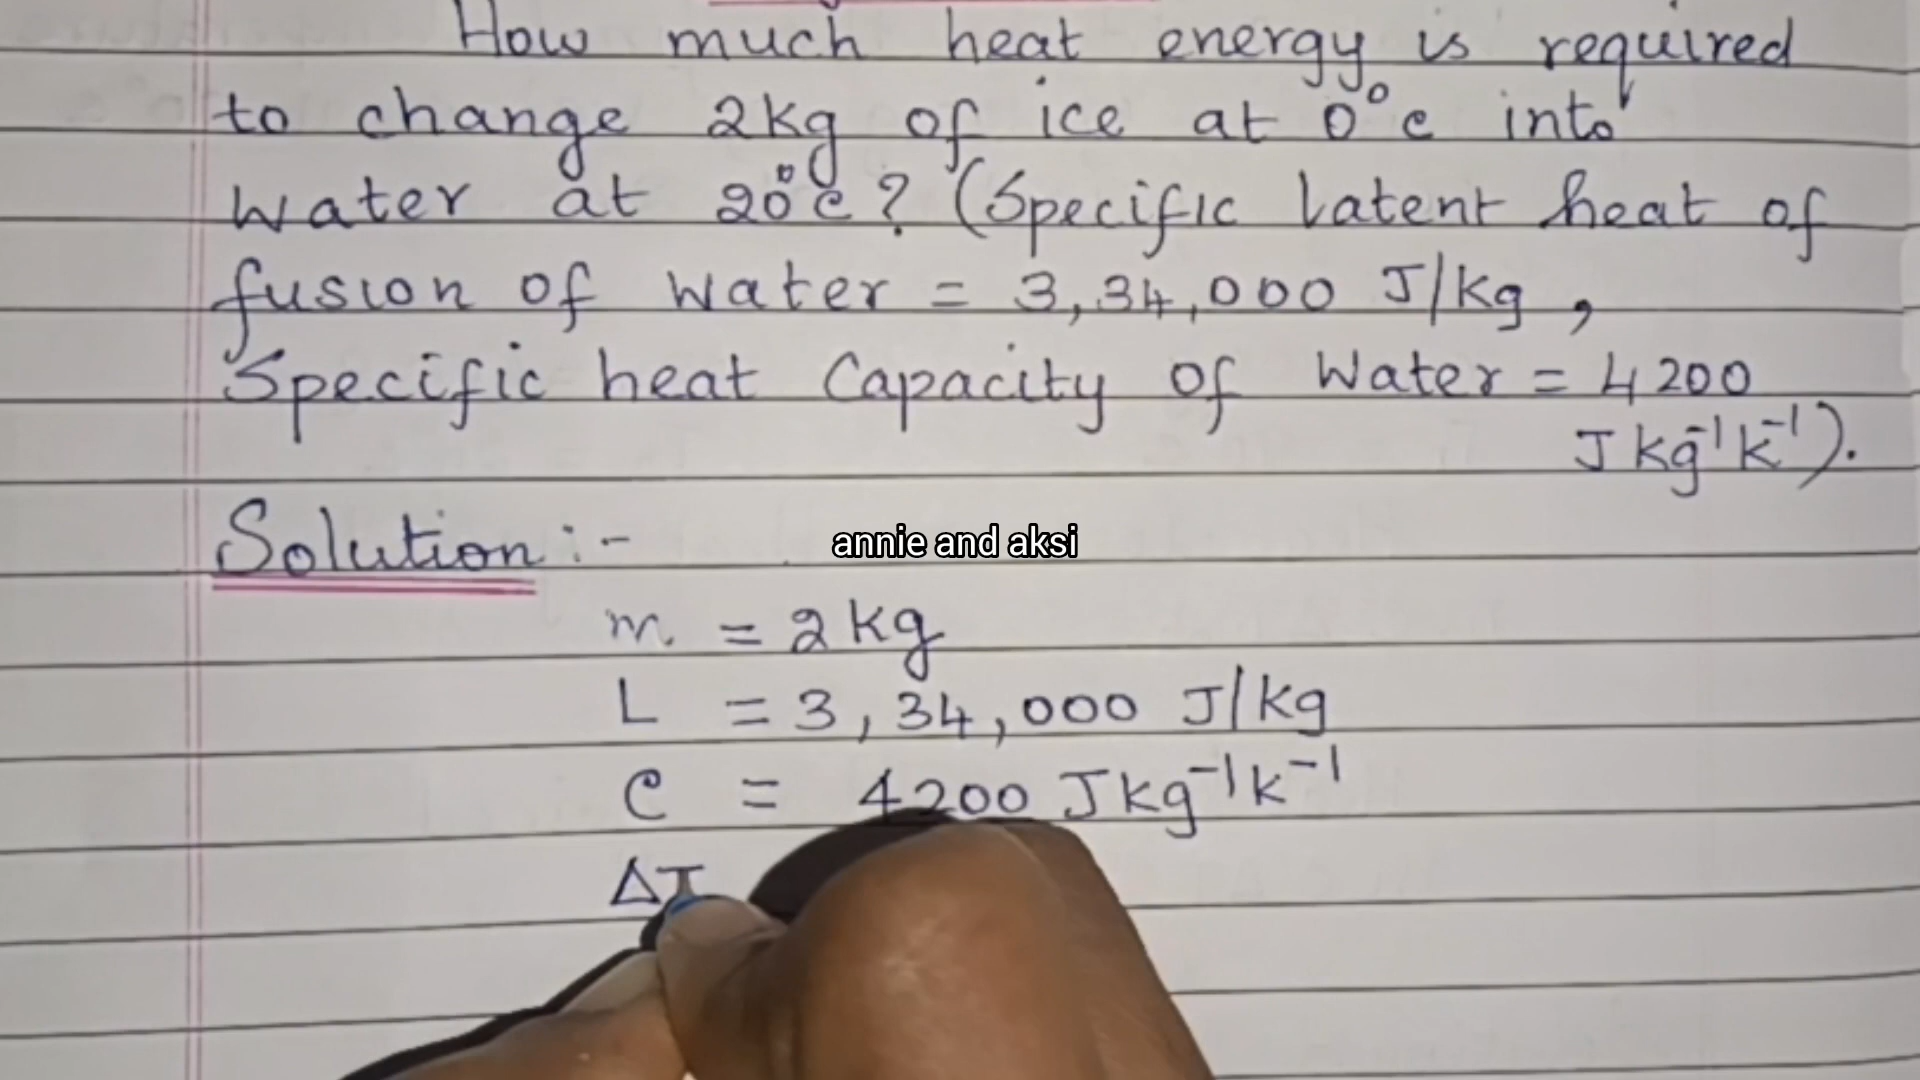 How much heat energy is required
to change 2kg of ice at 0°c into
water at 20°c? (Specific latent heat of
fusion of water = 3,34,000 J/kg,
Specific heat Capacity of Water = 4200
J kg⁻¹k⁻¹).
Solution :-
annie and aksi
m = 2kg
L = 3,34,000 J/kg
C = 4200 Jkg⁻¹k⁻¹
ΔT